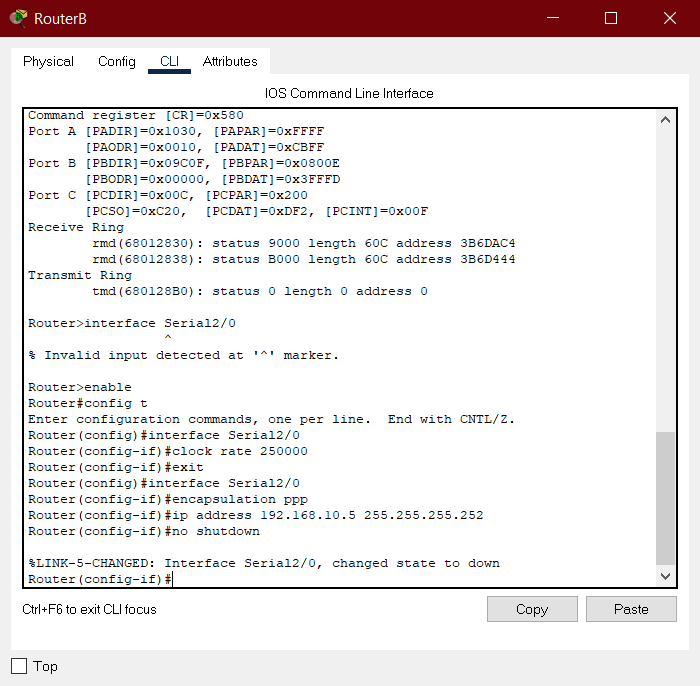 RouterB
Physical Config CLI Attributes
IOS Command Line Interface
Command register [CR]=0x580
Port A [PADIR]=0x1030, [PAPAR]=0xFFFF
       [PAODR]=0x0010, [PADAT]=0xCBFF
Port B [PBDIR]=0x09C0F, [PBPAR]=0x0800E
       [PBODR]=0x00000, [PBDAT]=0x3FFFD
Port C [PCDIR]=0x00C, [PCPAR]=0x200
       [PCSO]=0xC20,  [PCDAT]=0xDF2, [PCINT]=0x00F
Receive Ring
        rmd(68012830): status 9000 length 60C address 3B6DAC4
        rmd(68012838): status B000 length 60C address 3B6D444
Transmit Ring
        tmd(680128B0): status 0 length 0 address 0
Router>interface Serial2/0
                 ^
% Invalid input detected at '^' marker.
Router>enable
Router#config t
Enter configuration commands, one per line.  End with CNTL/Z.
Router(config)#interface Serial2/0
Router(config-if)#clock rate 250000
Router(config-if)#exit
Router(config)#interface Serial2/0
Router(config-if)#encapsulation ppp
Router(config-if)#ip address 192.168.10.5 255.255.255.252
Router(config-if)#no shutdown
%LINK-5-CHANGED: Interface Serial2/0, changed state to down
Router(config-if)#
Ctrl+F6 to exit CLI focus
Copy Paste
Top